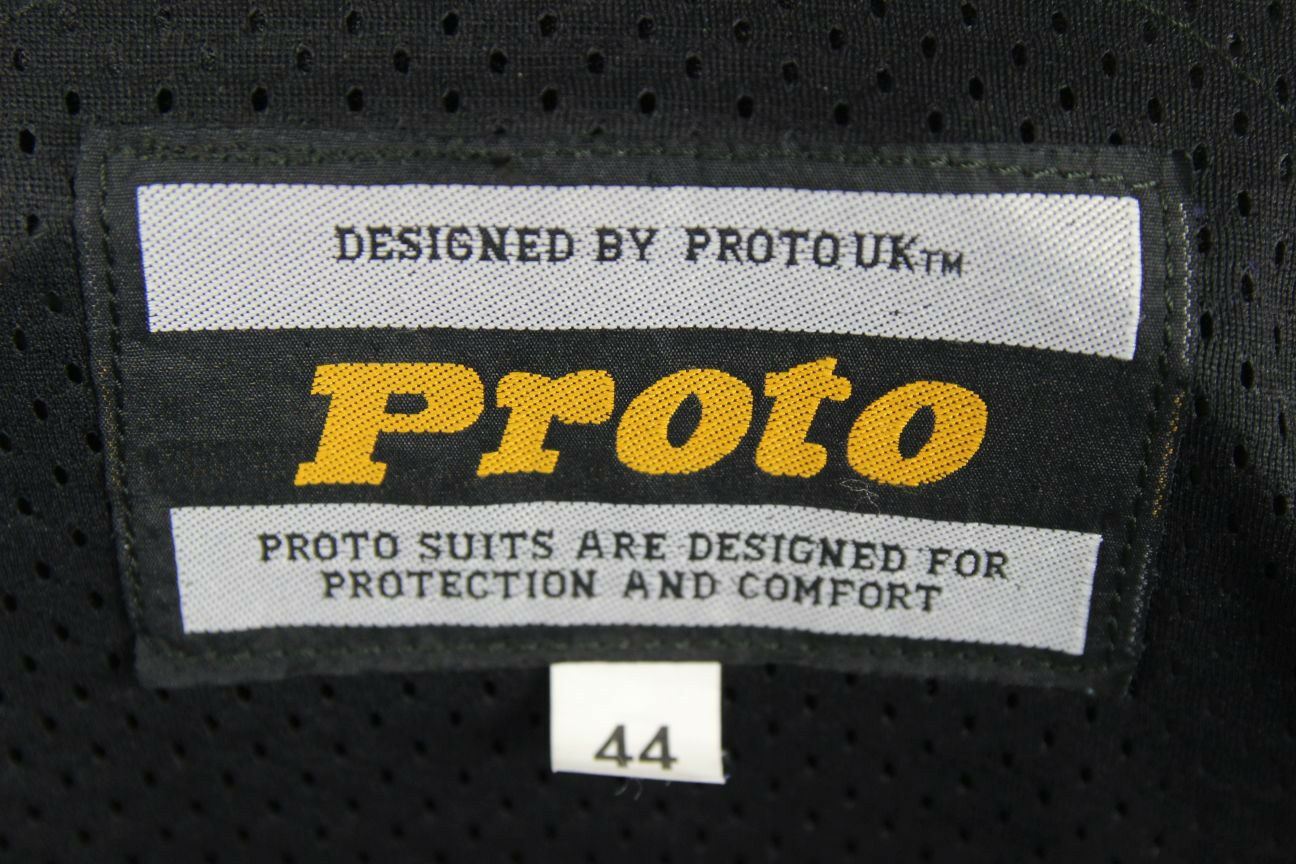 DESIGNED BY PROTO UK™
Proto
PROTO SUITS ARE DESIGNED FOR
PROTECTION AND COMFORT
44